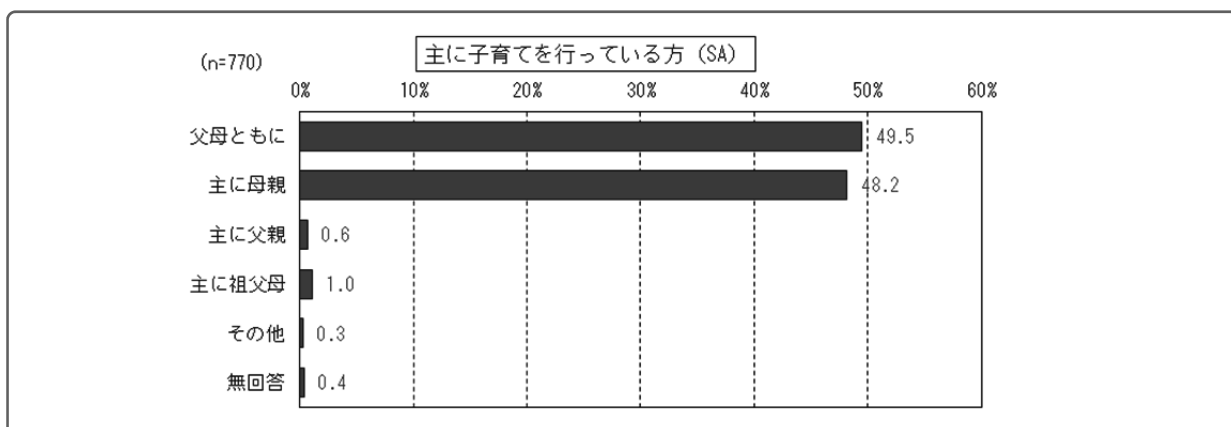 (n=770)
主に子育てを行っている方(SA)
0% 10% 20% 30% 40% 50% 60%
父母ともに 49.5
主に母親 48.2
主に父親 0.6
主に祖父母 1.0
その他 0.3
無回答 0.4